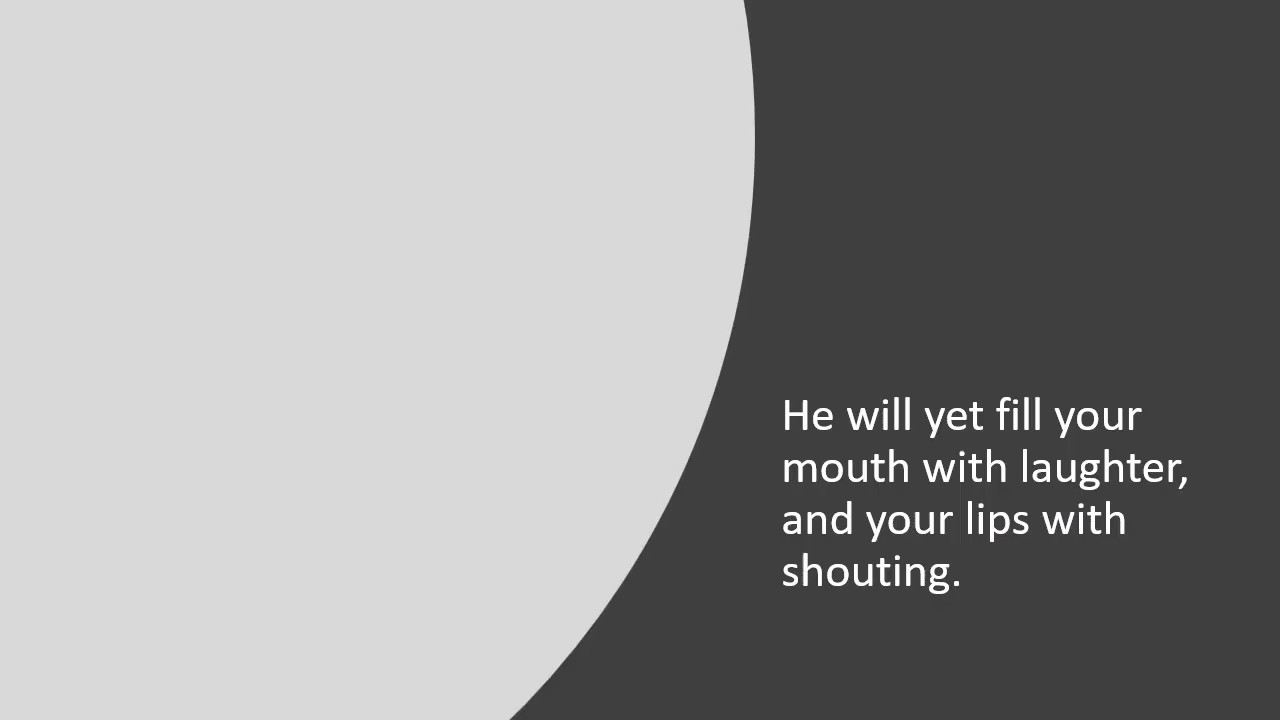 He will yet fill your
mouth with laughter,
and your lips with
shouting.